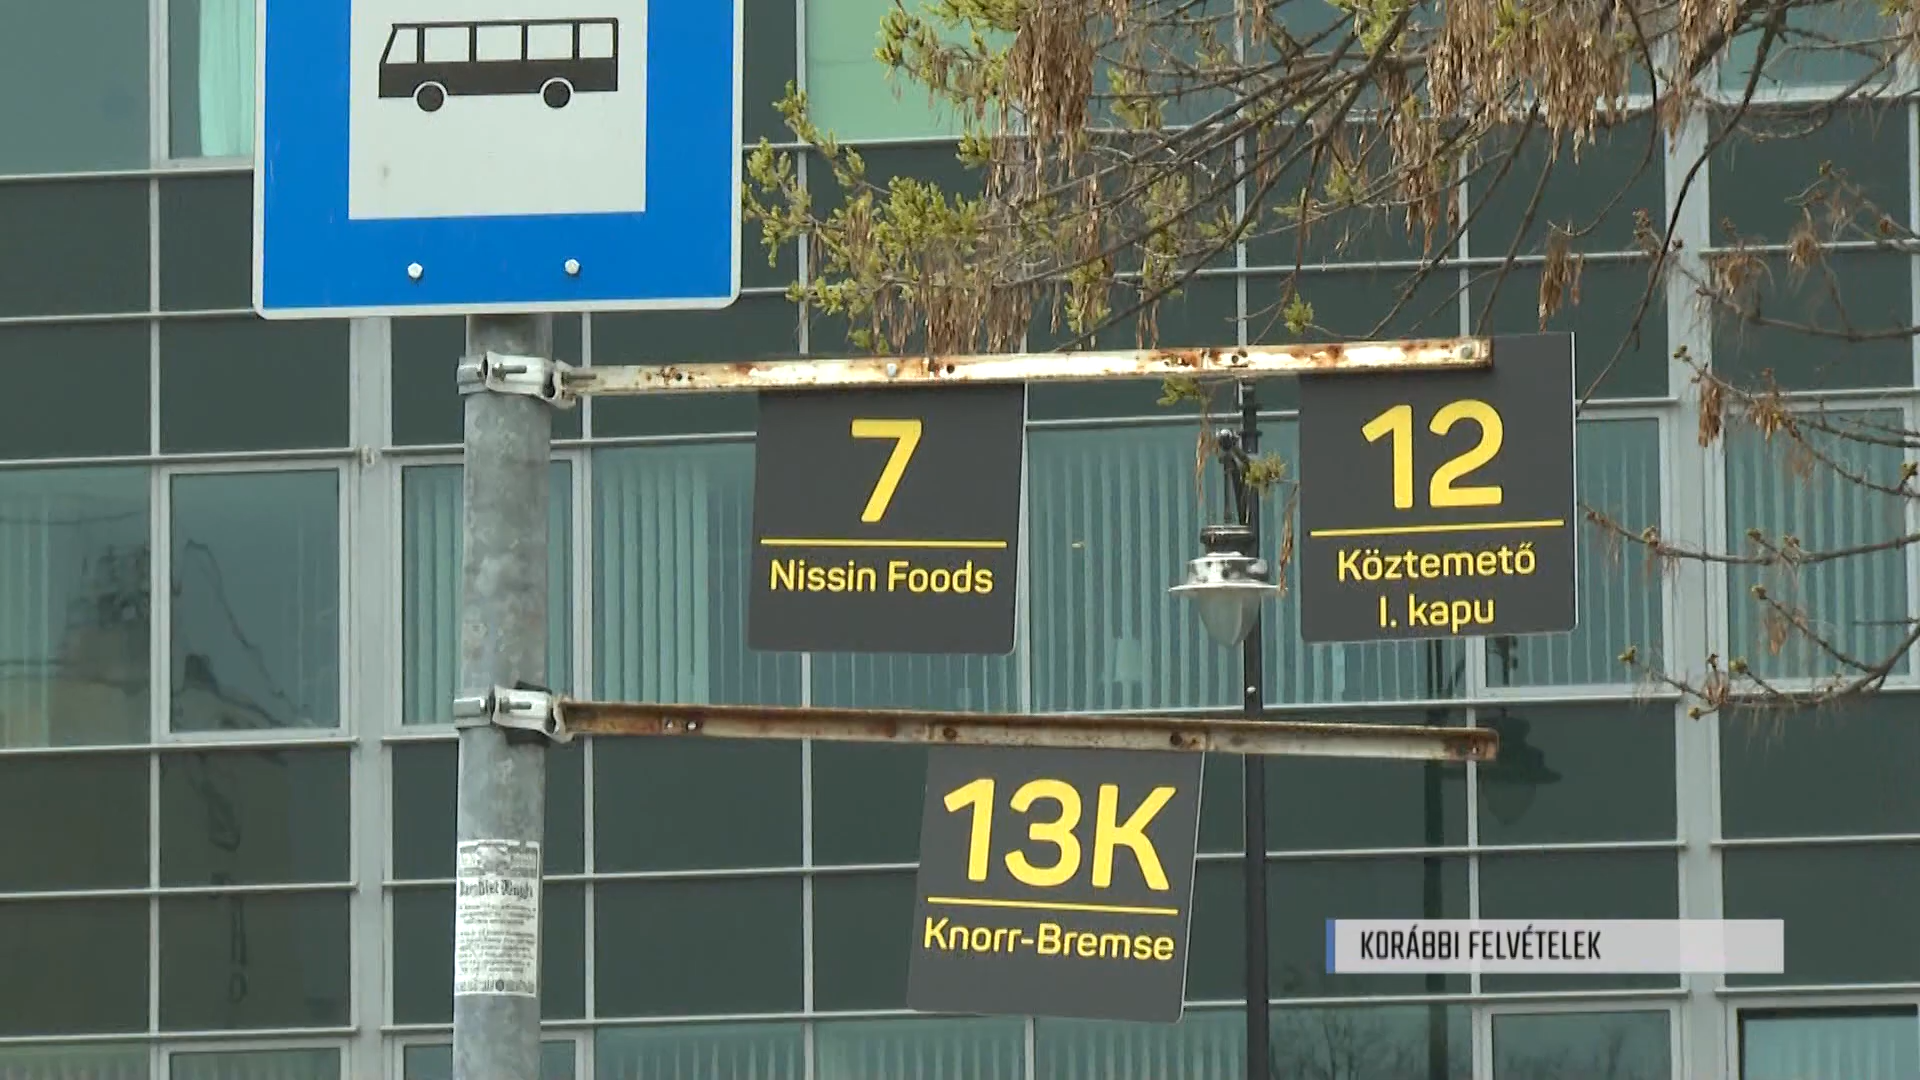 7
Nissin Foods
12
Köztemető
I. kapu
13K
Knorr-Bremse
KORÁBBI FELVÉTELEK